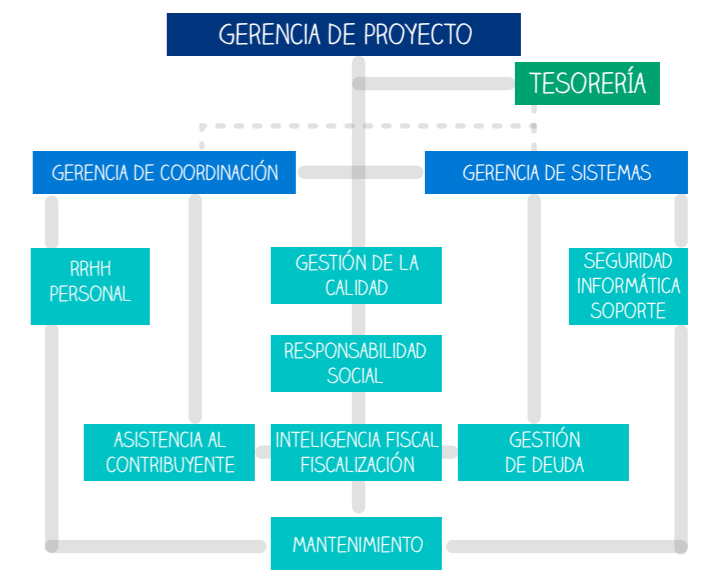 GERENCIA DE PROYECTO
TESORERÍA
GERENCIA DE COORDINACIÓN
GERENCIA DE SISTEMAS
RRHH
PERSONAL
GESTIÓN DE LA
CALIDAD
SEGURIDAD
INFORMÁTICA
SOPORTE
RESPONSABILIDAD
SOCIAL
ASISTENCIA AL
CONTRIBUYENTE
INTELIGENCIA FISCAL
FISCALIZACIÓN
GESTIÓN
DE DEUDA
MANTENIMIENTO